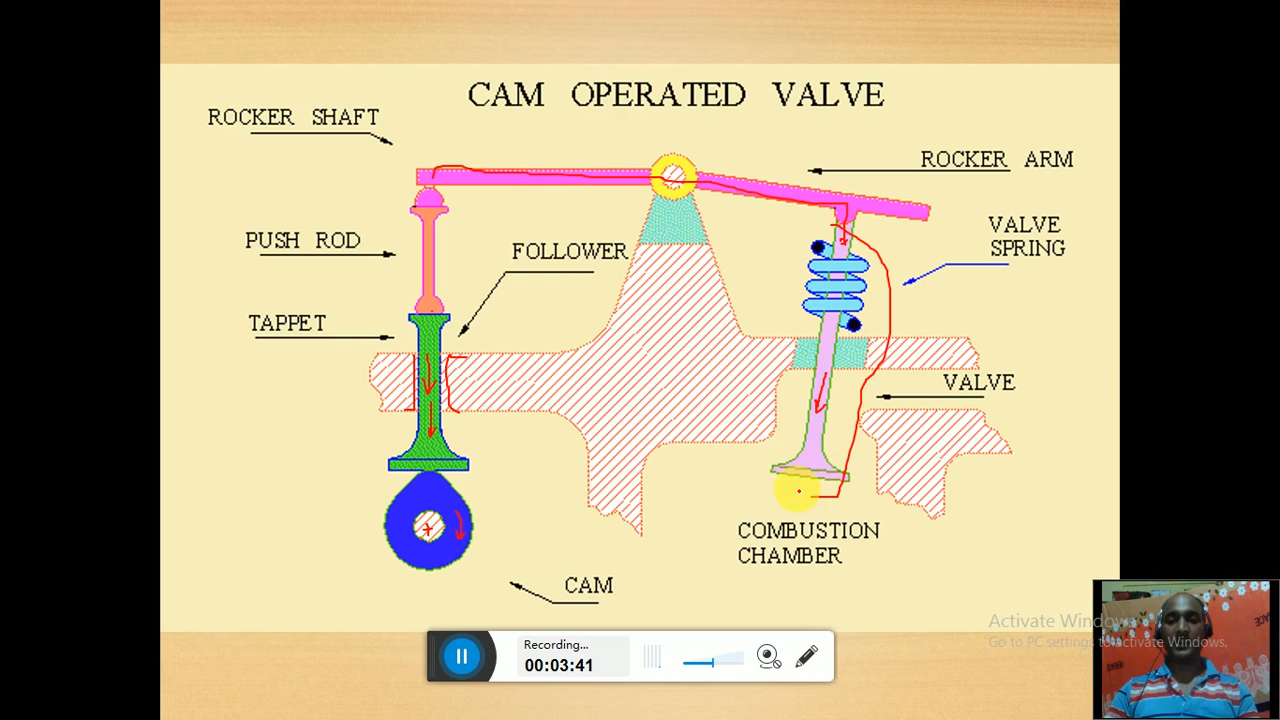 CAM OPERATED VALVE
ROCKER SHAFT
ROCKER ARM
VALVE
SPRING
PUSH ROD
FOLLOWER
TAPPET
VALVE
COMBUSTION
CHAMBER
CAM
Activate Windows
Go to PC settings to activate Windows.
Recording...
00:03:41